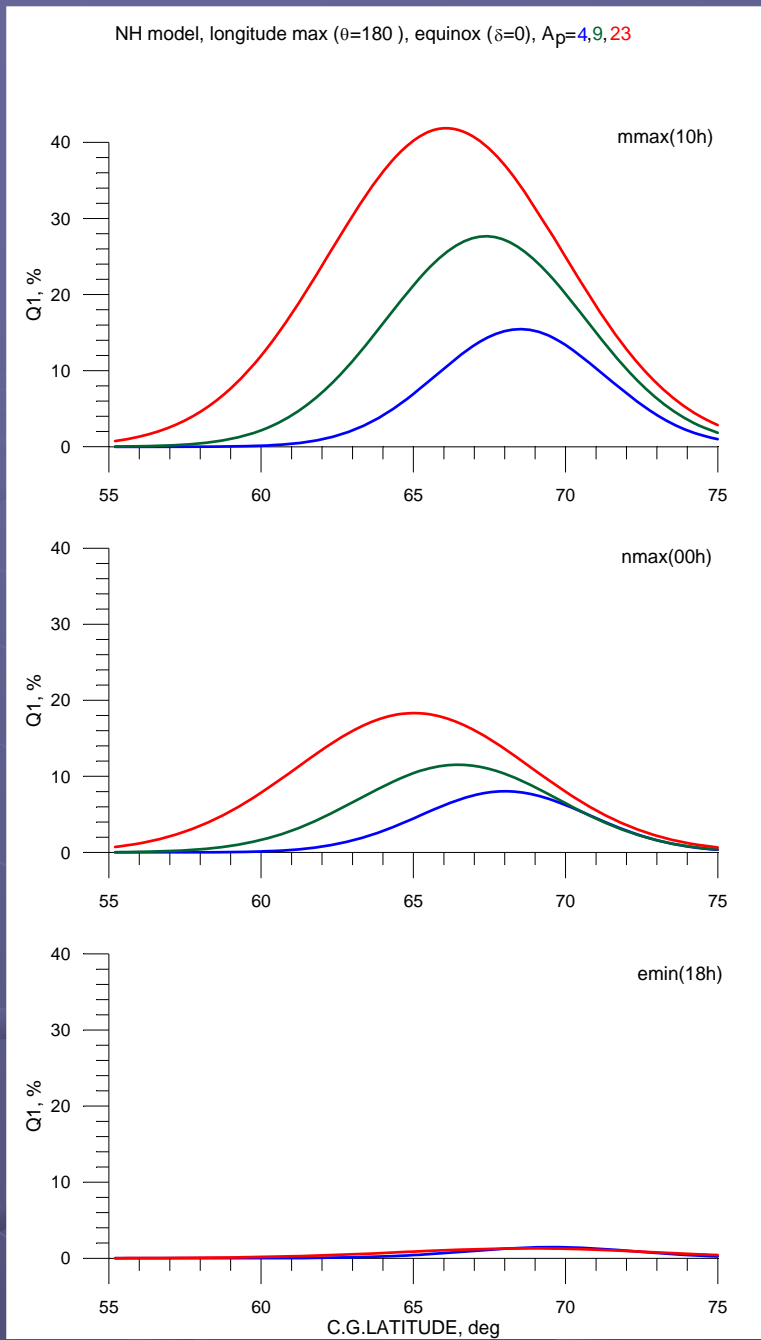 NH model, longitude max (θ=180 ), equinox (δ=0), Ap=4,9,23
mmax(10h)
40
30
20
10
0
Q1, %
55 60 65 70 75
nmax(00h)
40
30
20
10
0
Q1, %
55 60 65 70 75
emin(18h)
40
30
20
10
0
Q1, %
55 60 65 70 75
C.G.LATITUDE, deg